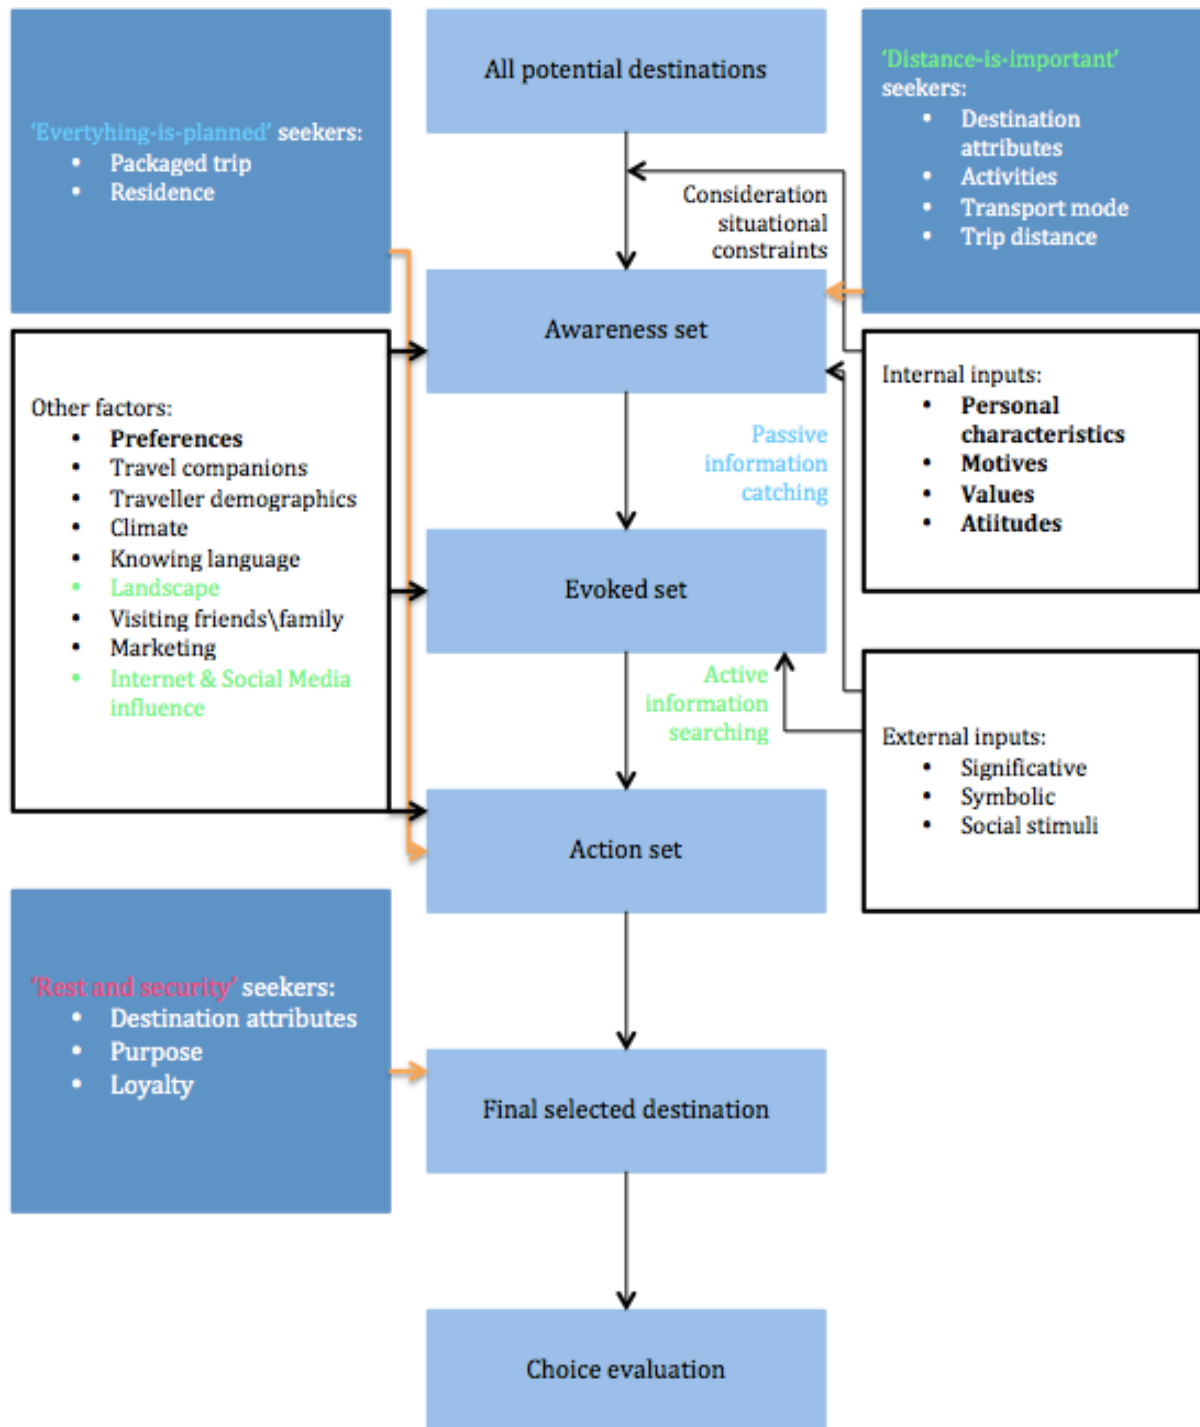 All potential destinations
'Evertyhing-is-planned' seekers:
• Packaged trip
• Residence
'Distance-is-important'
seekers:
• Destination
attributes
• Activities
• Transport mode
• Trip distance
Consideration
situational
constraints
Awareness set
Other factors:
• Preferences
• Travel companions
• Traveller demographics
• Climate
• Knowing language
• Landscape
• Visiting friends\family
• Marketing
• Internet & Social Media
influence
Internal inputs:
• Personal
characteristics
• Motives
• Values
• Atiitudes
Passive
information
catching
Evoked set
Active
information
searching
External inputs:
• Significative
• Symbolic
• Social stimuli
Action set
'Rest and security' seekers:
• Destination attributes
• Purpose
• Loyalty
Final selected destination
Choice evaluation